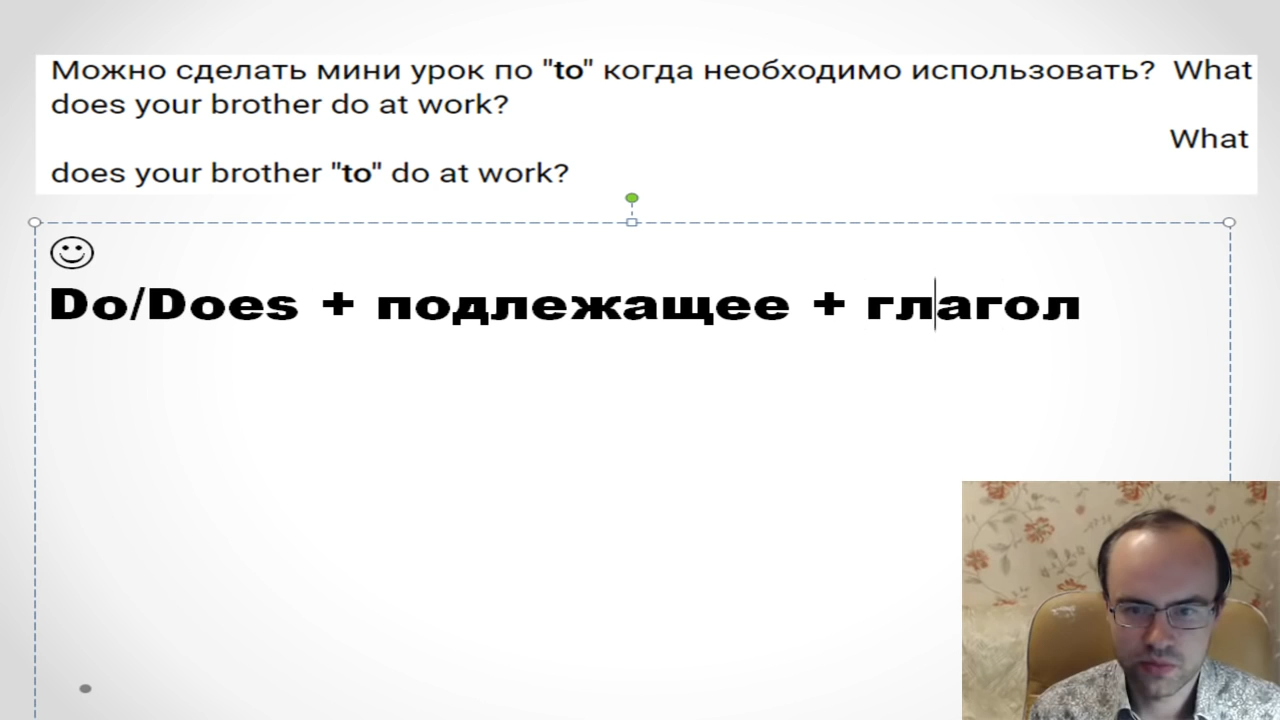 Можно сделать мини урок по "to" когда необходимо использовать? What
does your brother do at work?
What
does your brother "to" do at work?
Do/Does + подлежащее + глагол